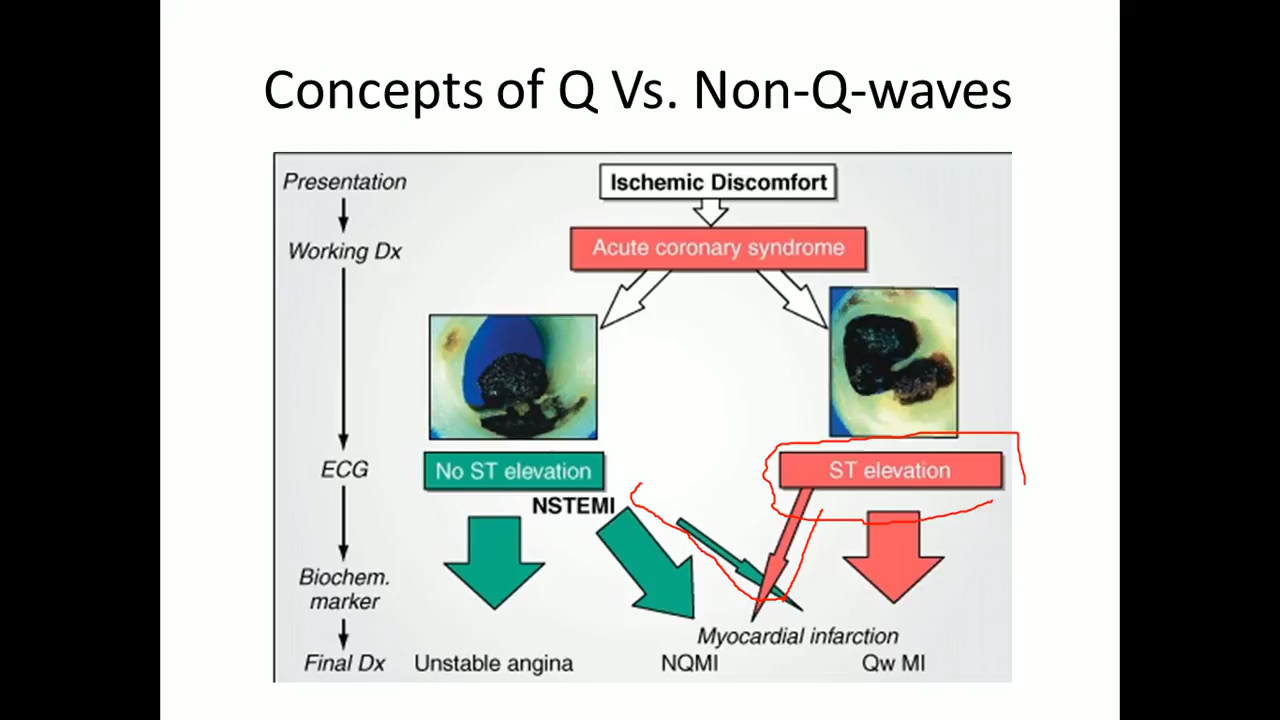 Concepts of Q Vs. Non-Q-waves
Presentation
Ischemic Discomfort
Working Dx
Acute coronary syndrome
ECG
No ST elevation
ST elevation
NSTEMI
Biochem.
marker
Myocardial infarction
Final Dx
Unstable angina
NQMI
Qw MI